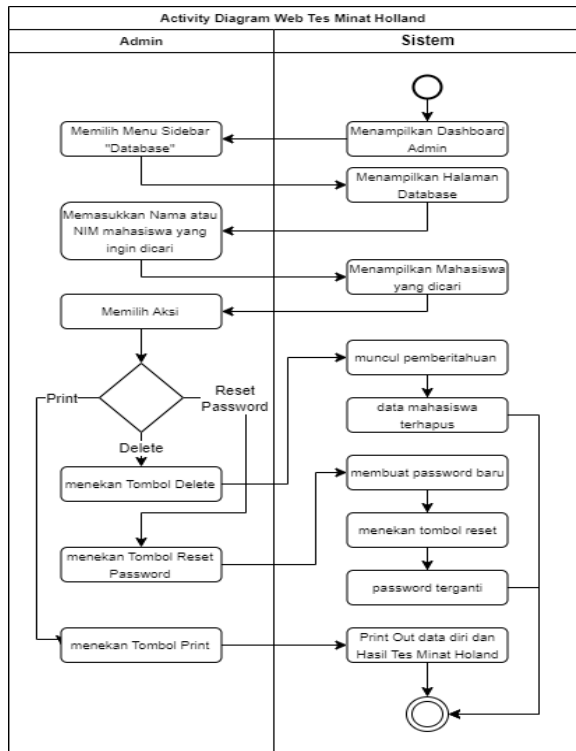 Activity Diagram Web Tes Minat Holland
Admin
Sistem
Memilih Menu Sidebar
"Database"
Menampilkan Dashboard
Admin
Menampilkan Halaman
Database
Memasukkan Nama atau
NIM mahasiswa yang
ingin dicari
Menampilkan Mahasiswa
yang dicari
Memilih Aksi
muncul pemberitahuan
Print
Reset
Password
data mahasiswa
terhapus
Delete
menekan Tombol Delete
membuat password baru
menekan tombol reset
menekan Tombol Reset
Password
password terganti
menekan Tombol Print
Print Out data diri dan
Hasil Tes Minat Holand